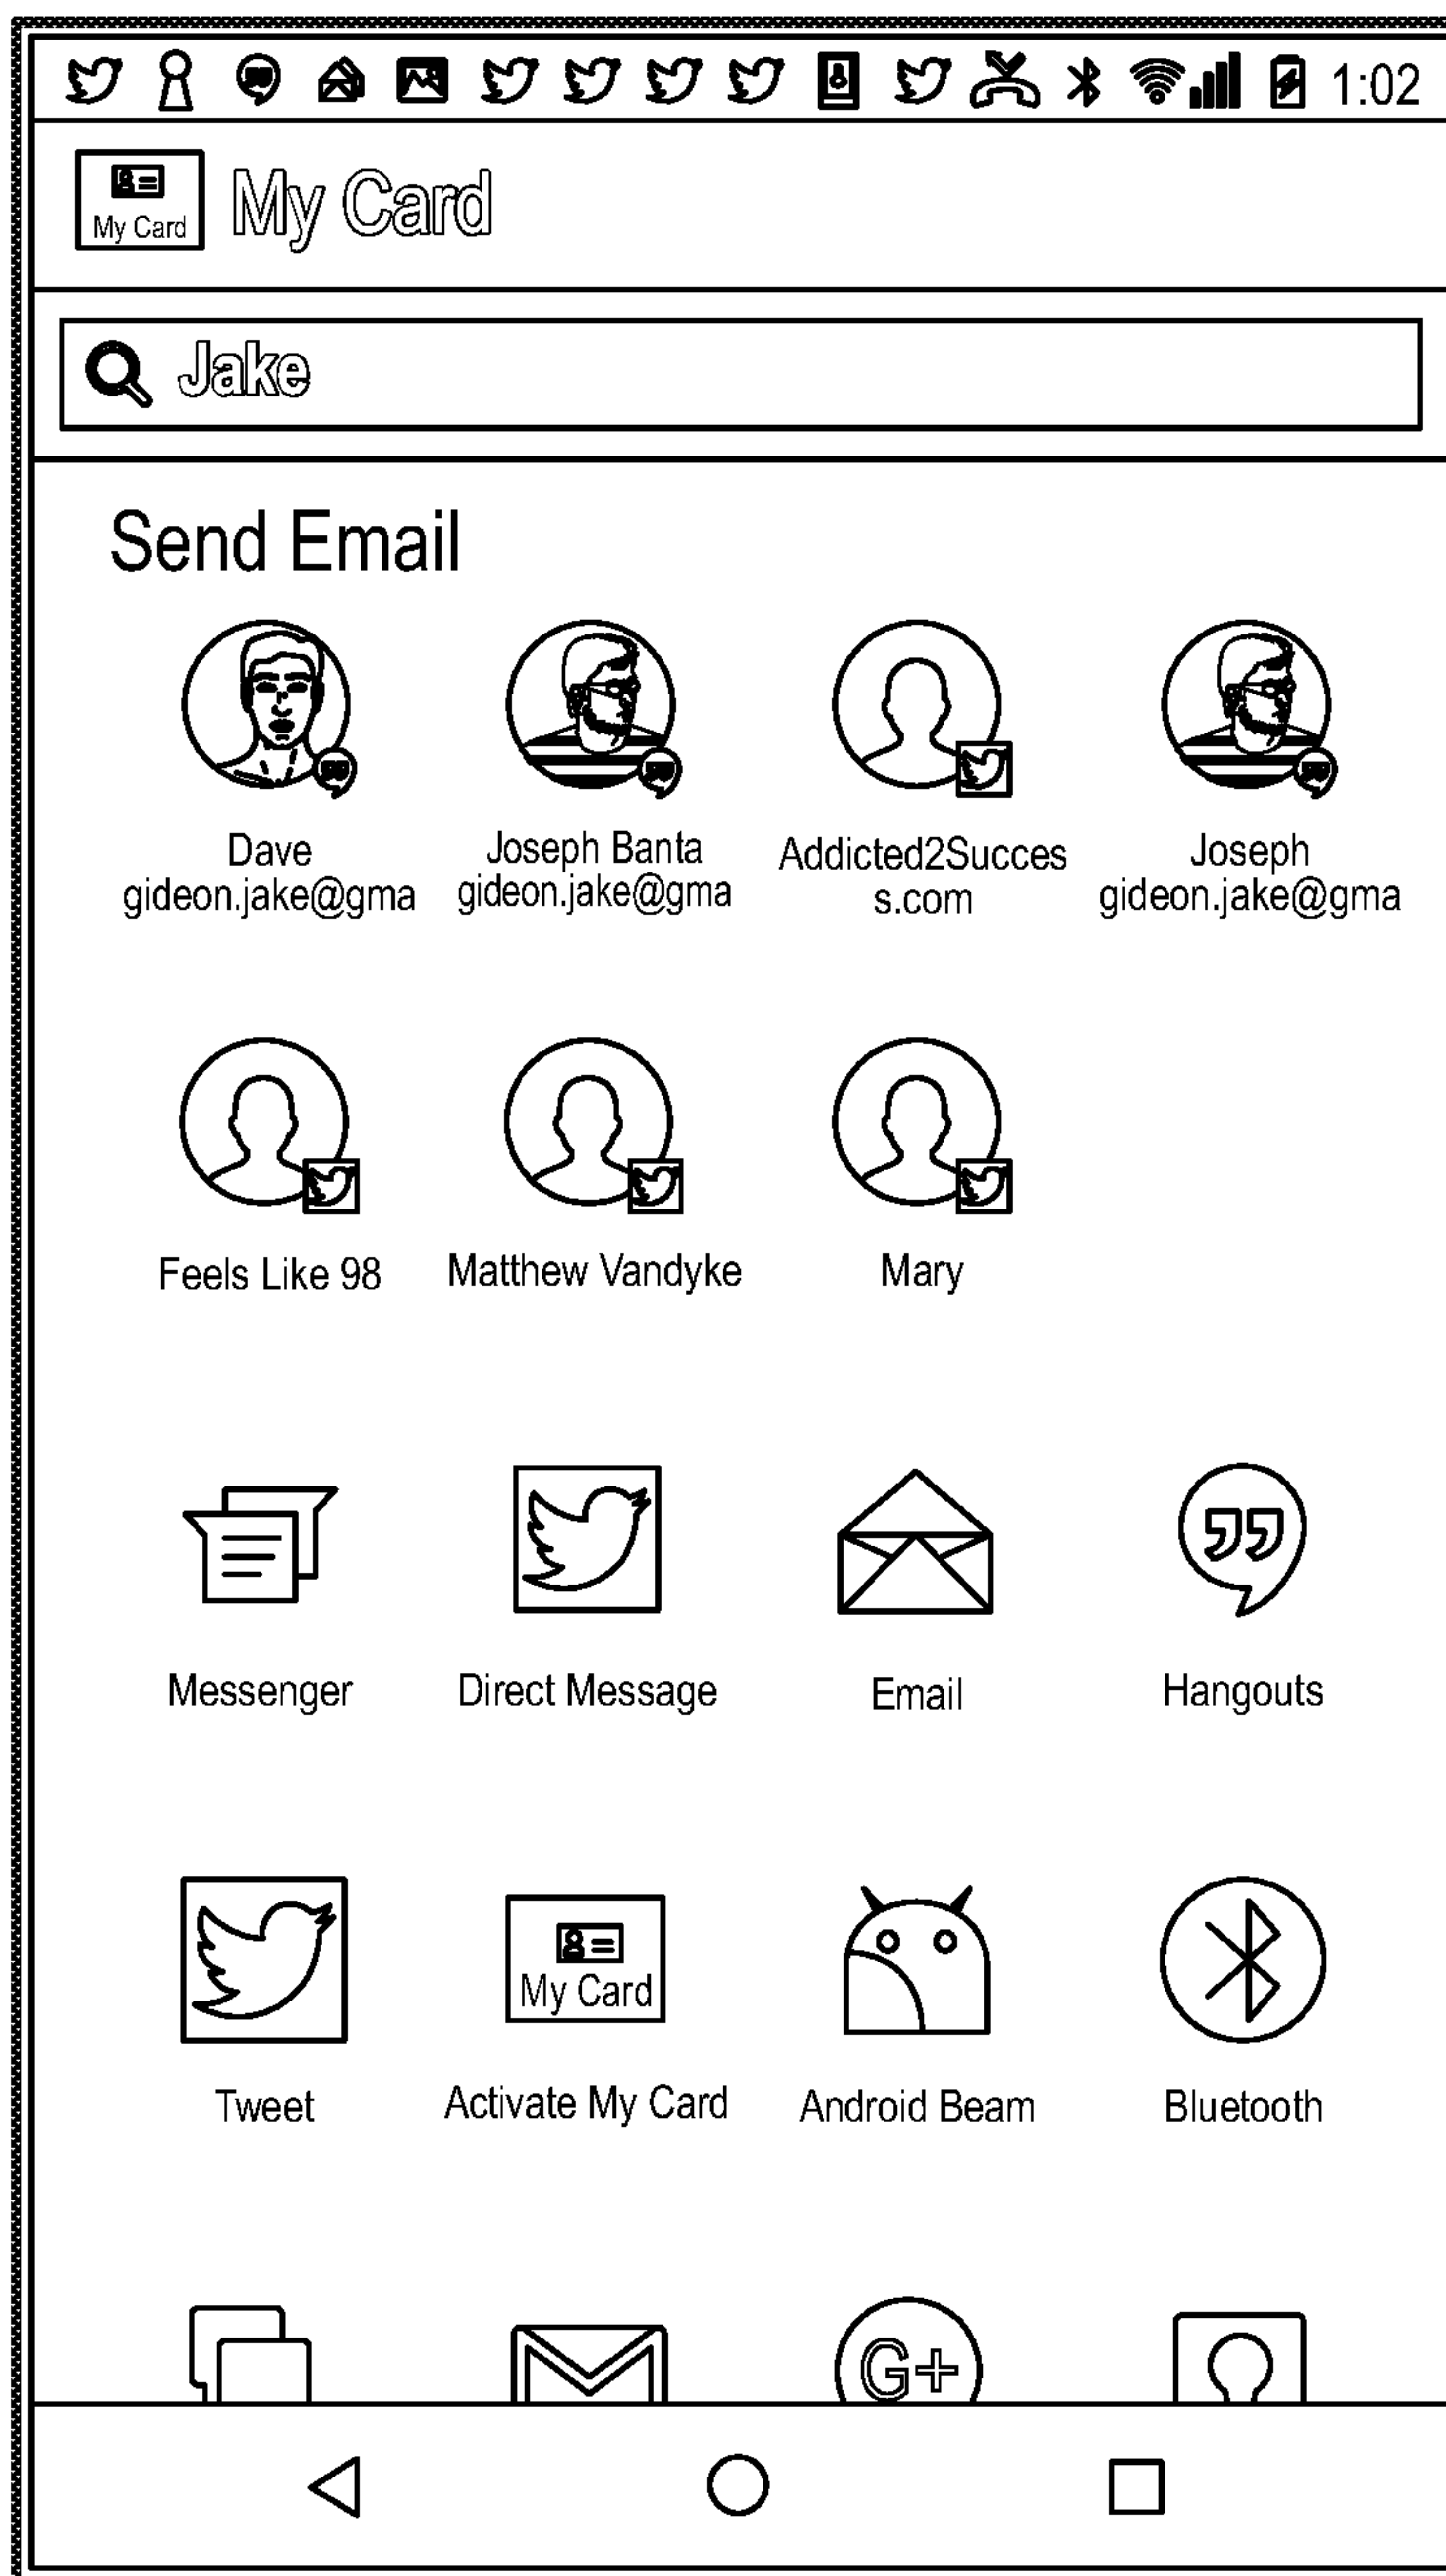 1:02
My Card
My Card
Jake
Send Email
Dave
gideon.jake@gma
Joseph Banta
gideon.jake@gma
Addicted2Succes
s.com
Joseph
gideon.jake@gma
Feels Like 98
Matthew Vandyke
Mary
Messenger
Direct Message
Email
Hangouts
My Card
Tweet
Activate My Card
Android Beam
Bluetooth
G+